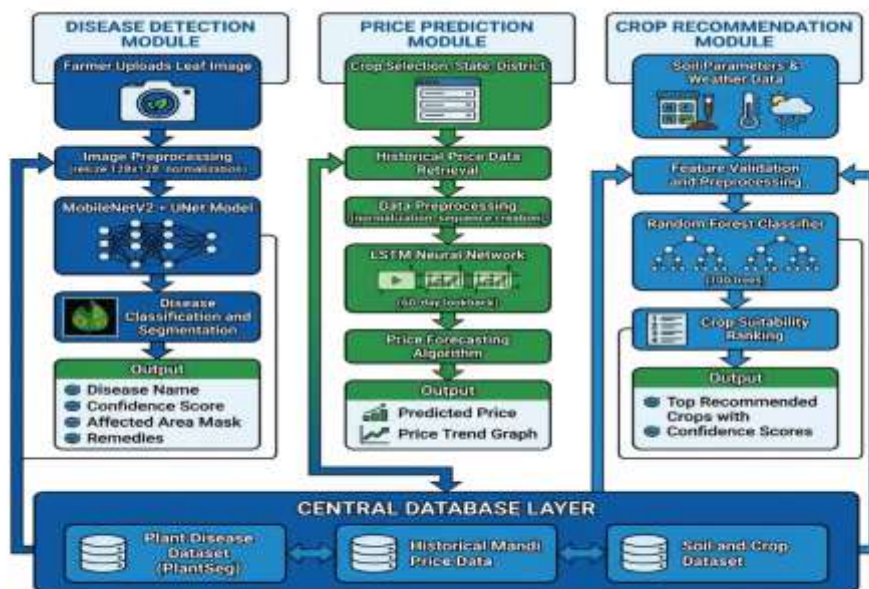 DISEASE DETECTION
MODULE
Farmer Uploads Leaf Image
Image Preprocessing
(resize 128x128, normalization)
MobileNetV2 + UNet Model
Disease
Classification and
Segmentation
Output
Disease Name
Confidence Score
Affected Area Mask
Remedies
PRICE PREDICTION
MODULE
Crop Selection, State, District
Historical Price Data
Retrieval
Data Preprocessing
(normalization, sequence creation)
LSTM Neural Network
(60-day lookback)
Price Forecasting
Algorithm
Output
Predicted Price
Price Trend Graph
CROP RECOMMENDATION
MODULE
Soil Parameters &
Weather Data
Feature Validation
and Preprocessing
Random Forest Classifier
Crop Suitability
Ranking
Output
Top Recommended
Crops with
Confidence Scores
CENTRAL DATABASE LAYER
Plant Disease
Dataset
(PlantSeg)
Historical Mandi
Price Data
Soil and Crop
Dataset